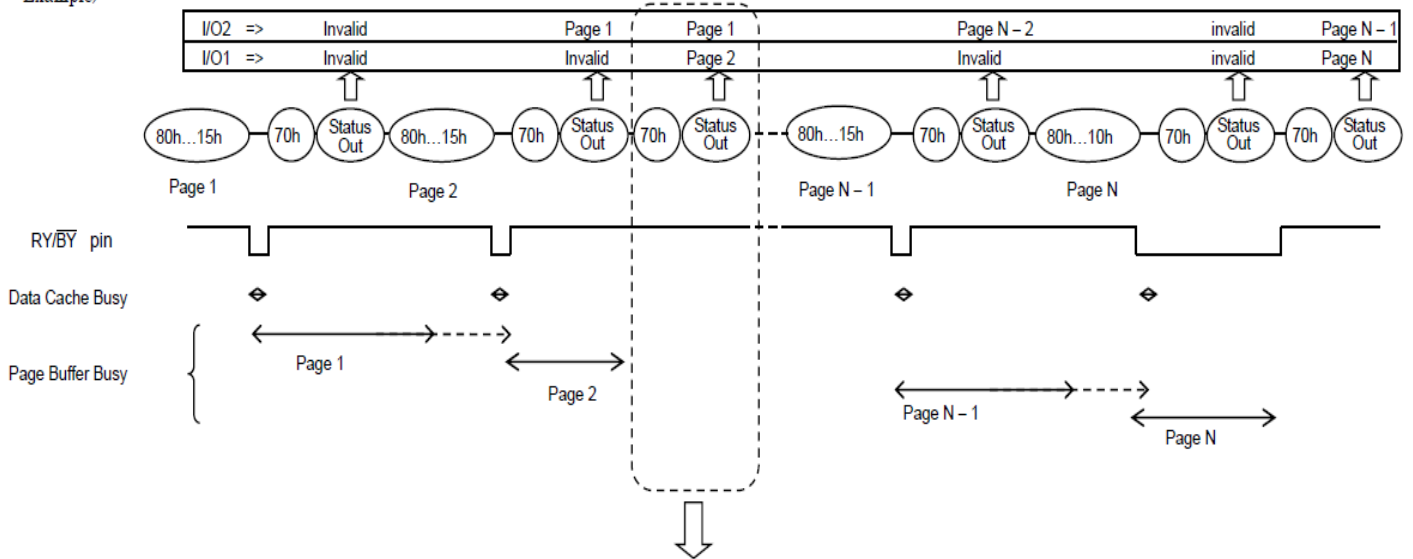 Example)
I/O2 => Invalid Page 1 Page 1 Page N – 2 invalid Page N – 1
I/O1 => Invalid Invalid Page 2 Invalid invalid Page N
80h...15h 70h Status Out 80h...15h 70h Status Out 70h Status Out 80h...15h 70h Status Out 80h...10h 70h Status Out 70h Status Out
Page 1 Page 2 Page N – 1 Page N
RY/BY pin
Data Cache Busy
Page Buffer Busy
Page 1
Page 2
Page N – 1
Page N